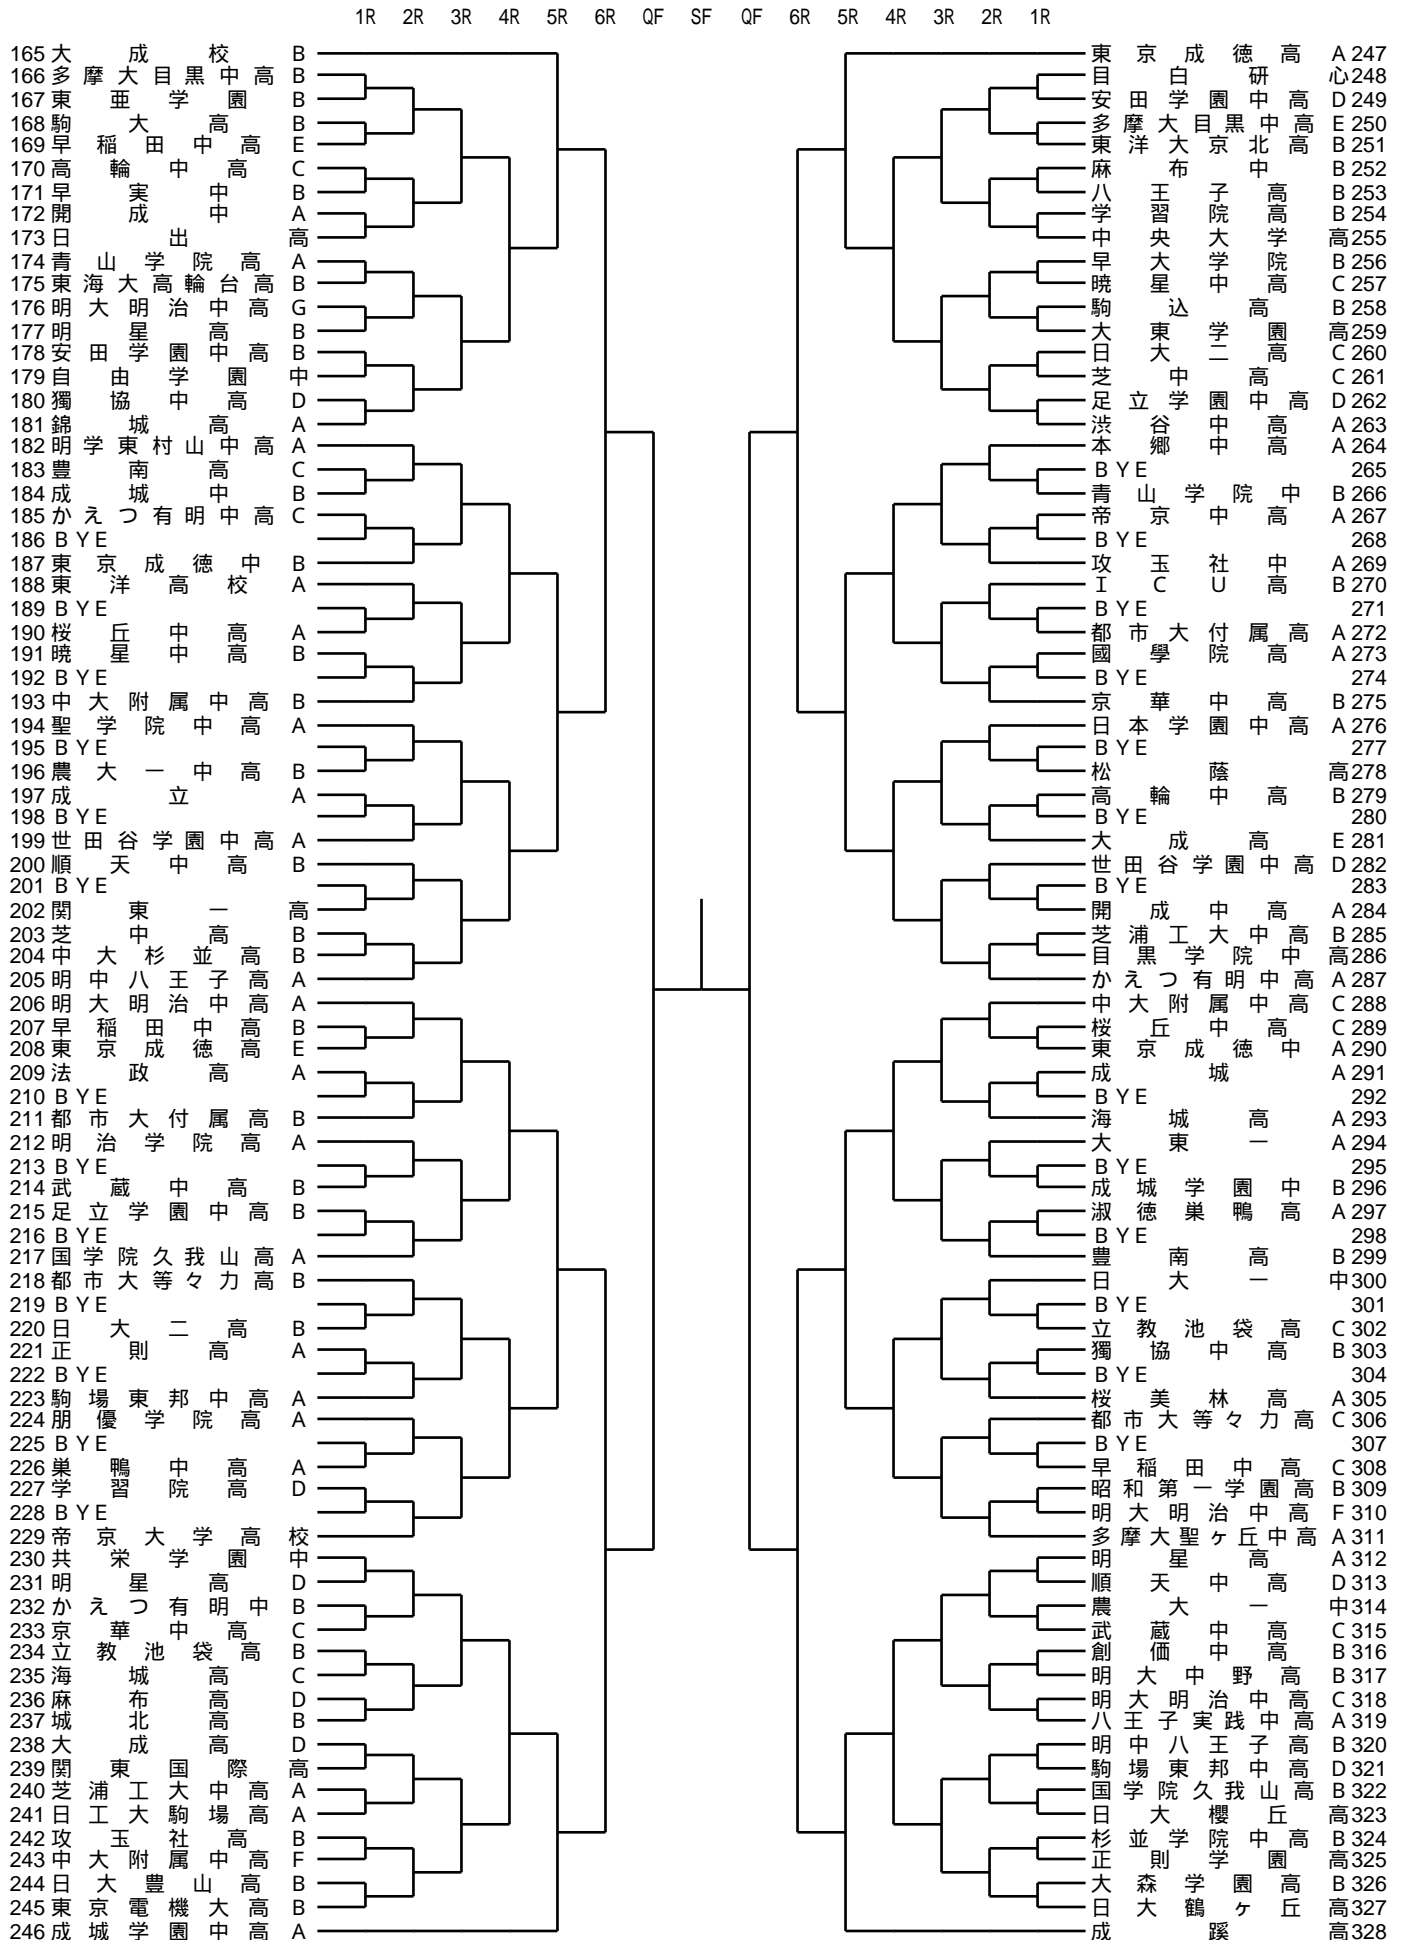 1R 2R 3R 4R 5R 6R QF SF QF 6R 5R 4R 3R 2R 1R
165 大成校 B
166 多摩大目黒中高 B
167 東亜学園 B
168 駒大高 B
169 早稲田中高 E
170 高輪中高 C
171 早実中 B
172 開成中 A
173 日出高
174 青山学院高 A
175 東海大高輪台高 B
176 明大明治中高 G
177 明星高 B
178 安田学園中高 B
179 自由学園中
180 獨協中高 D
181 錦城高 A
182 明学東村山中高 A
183 豊南高 C
184 成城中 B
185 かえつ有明中高 C
186 BYE
187 東京成徳中 B
188 東洋高校 A
189 BYE
190 桜丘中高 A
191 暁星中高 B
192 BYE
193 中大附属中高 B
194 聖学院中高 A
195 BYE
196 農大一中高 B
197 成立 A
198 BYE
199 世田谷学園中高 A
200 順天中高 B
201 BYE
202 関東一高
203 芝中高 B
204 中大杉並高 B
205 明中八王子高 A
206 明大明治中高 A
207 早稲田中高 B
208 東京成徳高 E
209 法政高 A
210 BYE
211 都市大付属高 B
212 明治学院高 A
213 BYE
214 武蔵中高 B
215 足立学園中高 B
216 BYE
217 国学院久我山高 A
218 都市大等々力高 B
219 BYE
220 日大二高 B
221 正則高 A
222 BYE
223 駒場東邦中高 A
224 朋優学院高 A
225 BYE
226 巣鴨中高 A
227 学習院高 D
228 BYE
229 帝京大学高校
230 共栄学園中
231 明星高 D
232 かえつ有明中 B
233 京華中高 C
234 立教池袋高 B
235 海城高 C
236 麻布高 D
237 城北高 B
238 大成高 D
239 関東国際高
240 芝浦工大中高 A
241 日工大駒場高 A
242 攻玉社高 B
243 中大附属中高 F
244 日大豊山高 B
245 東京電機大高 B
246 成城学園中高 A
東京成徳高 A 247
目白研心 248
安田学園中高 D 249
多摩大目黒中高 E 250
東洋大京北高 B 251
麻布中 B 252
八王子高 B 253
学習院高 B 254
中央大学高 255
早大学院 B 256
暁星中高 C 257
駒込高 B 258
大東学園高 259
日大二高 C 260
芝中高 C 261
足立学園中高 D 262
渋谷中高 A 263
本郷中高 A 264
BYE 265
青山学院中 B 266
帝京中高 A 267
BYE 268
攻玉社中 A 269
ICU高 B 270
BYE 271
都市大付属高 A 272
國學院高 A 273
BYE 274
京華中高 B 275
日本学園中高 A 276
BYE 277
松蔭高 278
高輪中高 B 279
BYE 280
大成高 E 281
世田谷学園中高 D 282
BYE 283
開成中高 A 284
芝浦工大中高 B 285
目黒学院中高 286
かえつ有明中高 A 287
中大附属中高 C 288
桜丘中高 C 289
東京成徳中 A 290
成城 A 291
BYE 292
海城高 A 293
大東一 A 294
BYE 295
成城学園中 B 296
淑徳巣鴨高 A 297
BYE 298
豊南高 B 299
日大一中 300
BYE 301
立教池袋高 C 302
獨協中高 B 303
BYE 304
桜美林高 A 305
都市大等々力高 C 306
BYE 307
早稲田中高 C 308
昭和第一学園高 B 309
明大明治中高 F 310
多摩大聖ヶ丘中高 A 311
明星高 A 312
順天中高 D 313
農大一中 314
武蔵中高 C 315
創価中高 B 316
明大中野高 B 317
明大明治中高 C 318
八王子実践中高 A 319
明中八王子高 B 320
駒場東邦中高 D 321
国学院久我山高 B 322
日大櫻丘高 323
杉並学院中高 B 324
正則学園高 325
大森学園高 B 326
日大鶴ヶ丘高 327
成蹊高 328